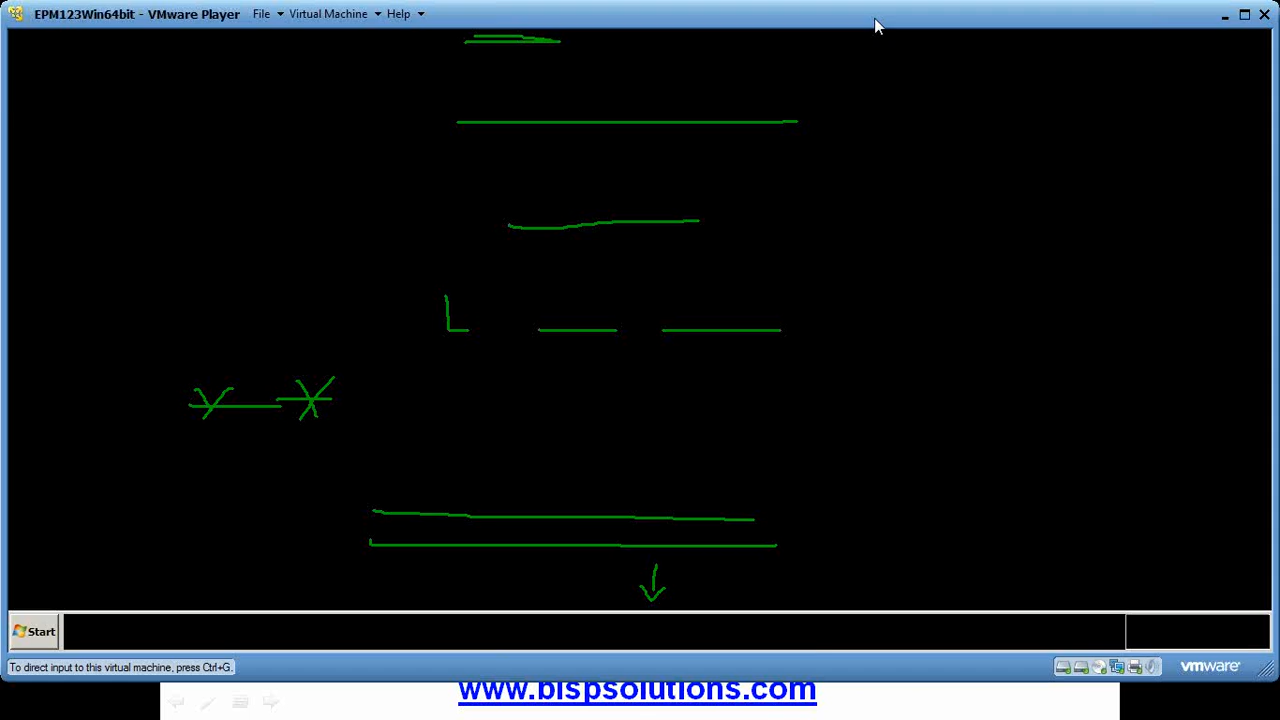 EPM123Win64bit - VMware Player File Virtual Machine Help
Start
To direct input to this virtual machine, press Ctrl+G.
vmware
www.bispsolutions.com